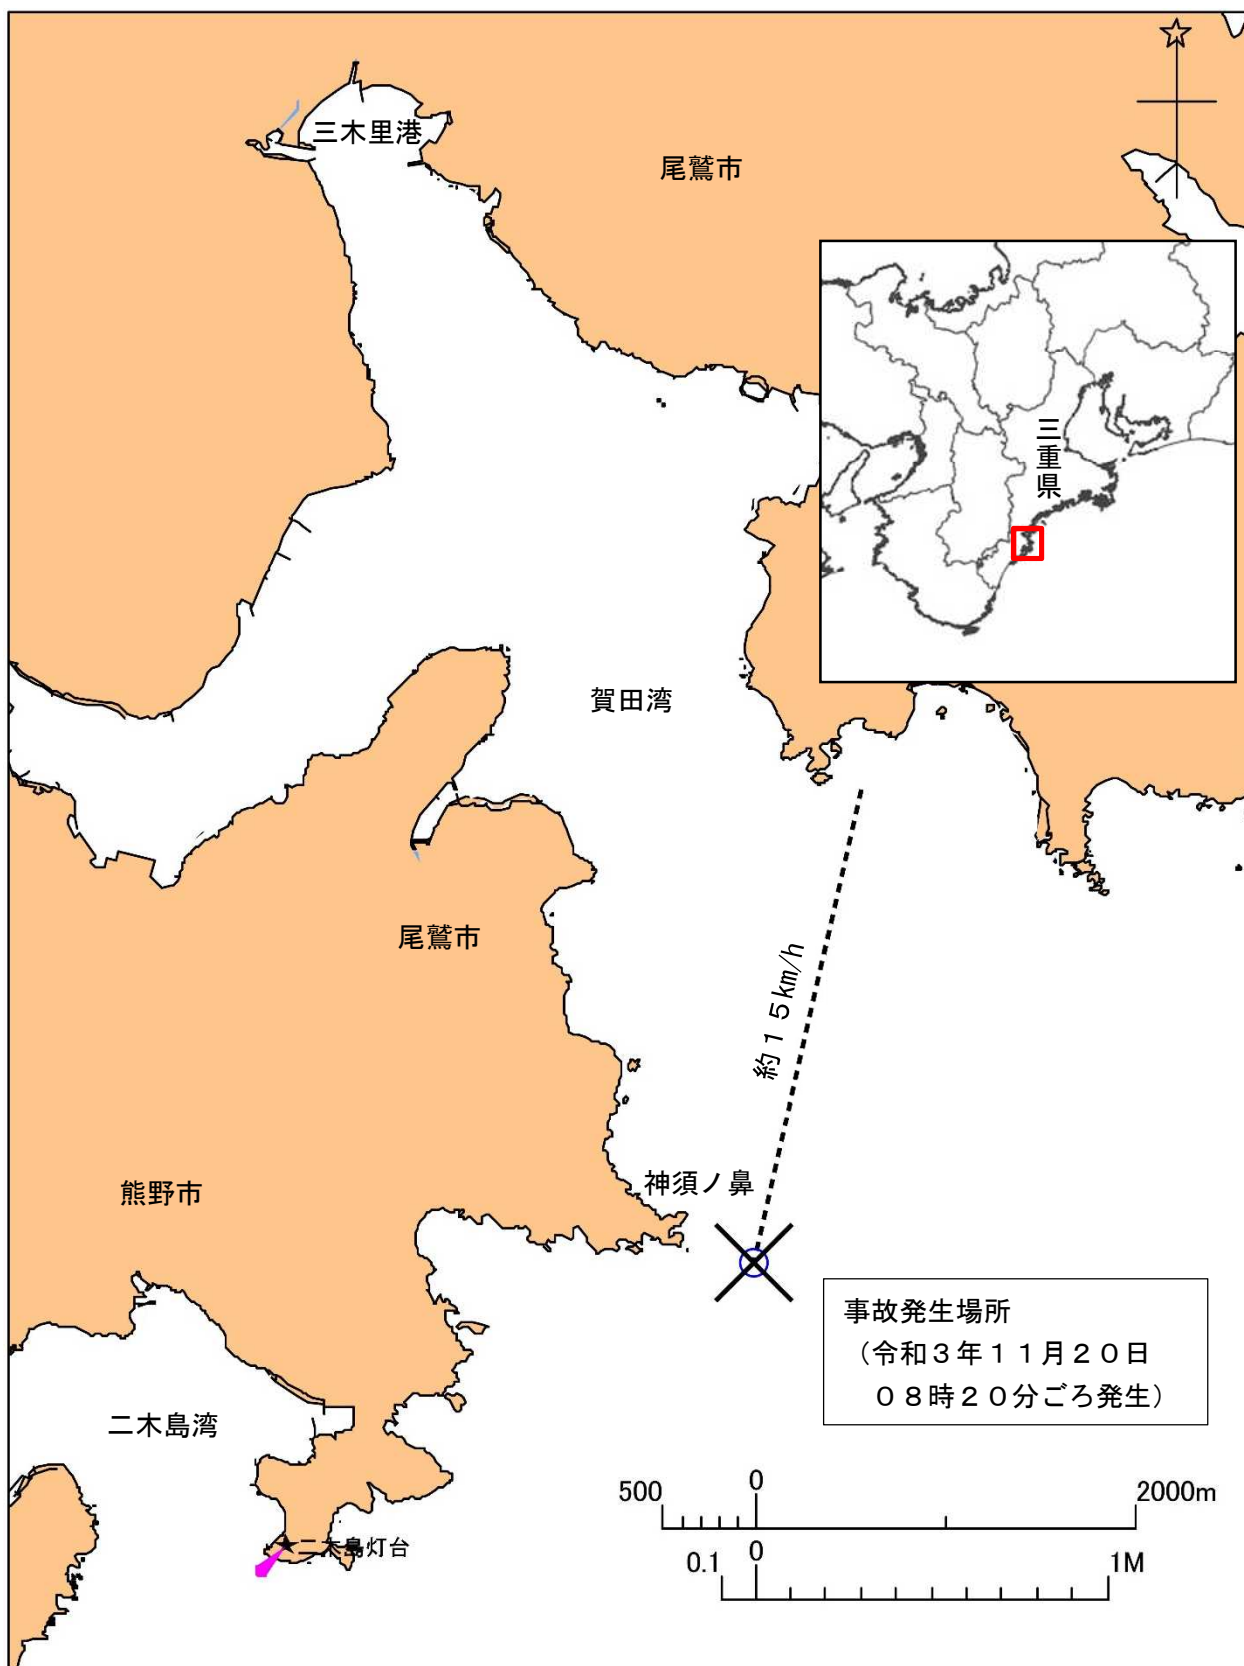 三木里港
尾鷲市
三重県
賀田湾
尾鷲市
約１５km/h
神須ノ鼻
熊野市
事故発生場所
（令和３年１１月２０日
０８時２０分ごろ発生）
二木島湾
500 0 2000m
二木島灯台
0.1 0 1M